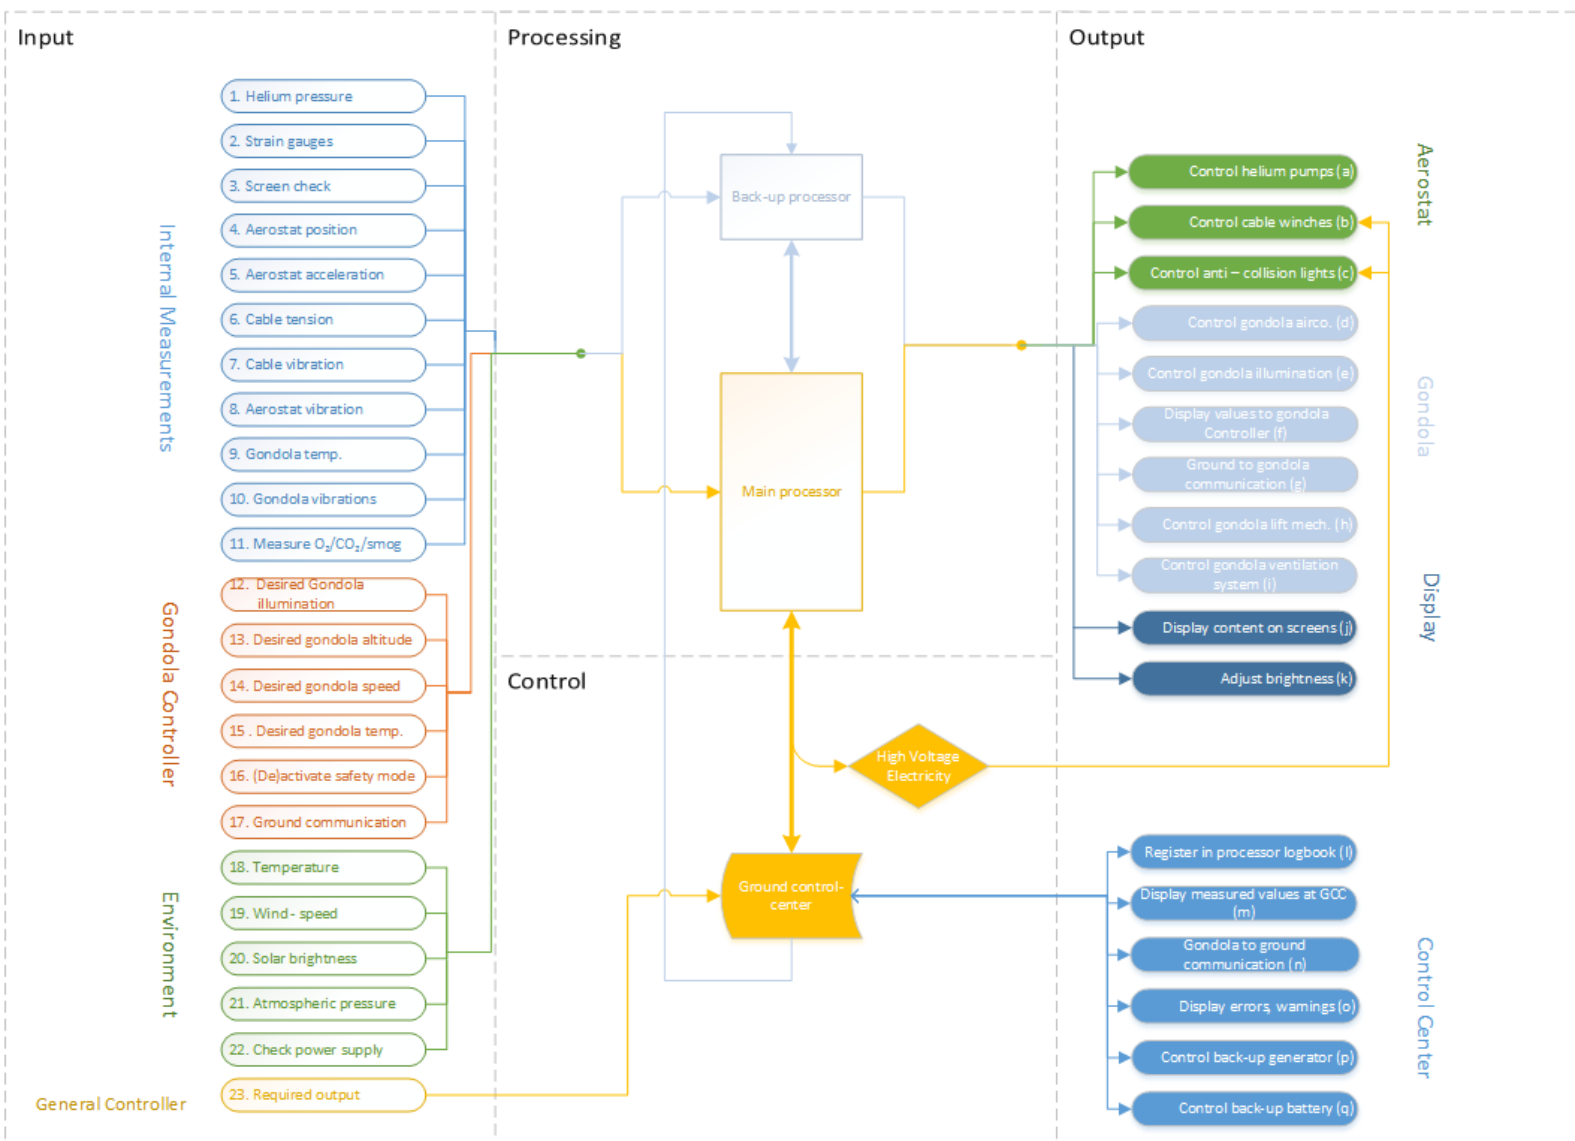 Input
Processing
Output
1. Helium pressure
2. Strain gauges
3. Screen check
4. Aerostat position
5. Aerostat acceleration
6. Cable tension
7. Cable vibration
8. Aerostat vibration
9. Gondola temp.
10. Gondola vibrations
11. Measure O₂/CO₂/smog
Internal Measurements
12. Desired Gondola
illumination
13. Desired gondola altitude
14. Desired gondola speed
15 . Desired gondola temp.
16. (De)activate safety mode
17. Ground communication
Gondola Controller
18. Temperature
19. Wind - speed
20. Solar brightness
21. Atmospheric pressure
22. Check power supply
Environment
23. Required output
General Controller
Back-up processor
Main processor
Control
High Voltage
Electricity
Ground control-
center
Control helium pumps (a)
Control cable winches (b)
Control anti – collision lights (c)
Aerostat
Control gondola airco. (d)
Control gondola illumination (e)
Display values to gondola
Controller (f)
Ground to gondola
communication (g)
Control gondola lift mech. (h)
Control gondola ventilation
system (i)
Gondola
Display content on screens (j)
Adjust brightness (k)
Display
Register in processor logbook (l)
Display measured values at GCC
(m)
Gondola to ground
communication (n)
Display errors, warnings (o)
Control back-up generator (p)
Control back-up battery (q)
Control Center